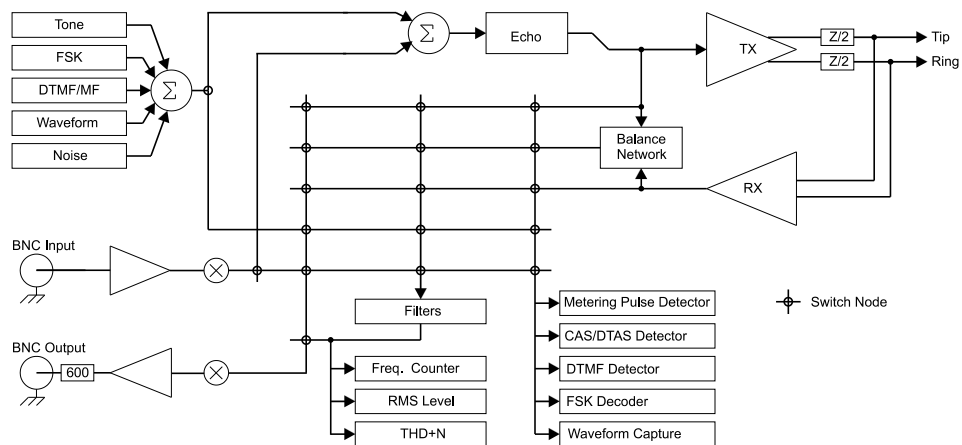 Tone
FSK
DTMF/MF
Waveform
Noise
Σ
Σ
Echo
TX
Z/2
Z/2
Tip
Ring
Balance
Network
RX
BNC Input
BNC Output
600
Filters
Freq. Counter
RMS Level
THD+N
Metering Pulse Detector
CAS/DTAS Detector
DTMF Detector
FSK Decoder
Waveform Capture
Switch Node